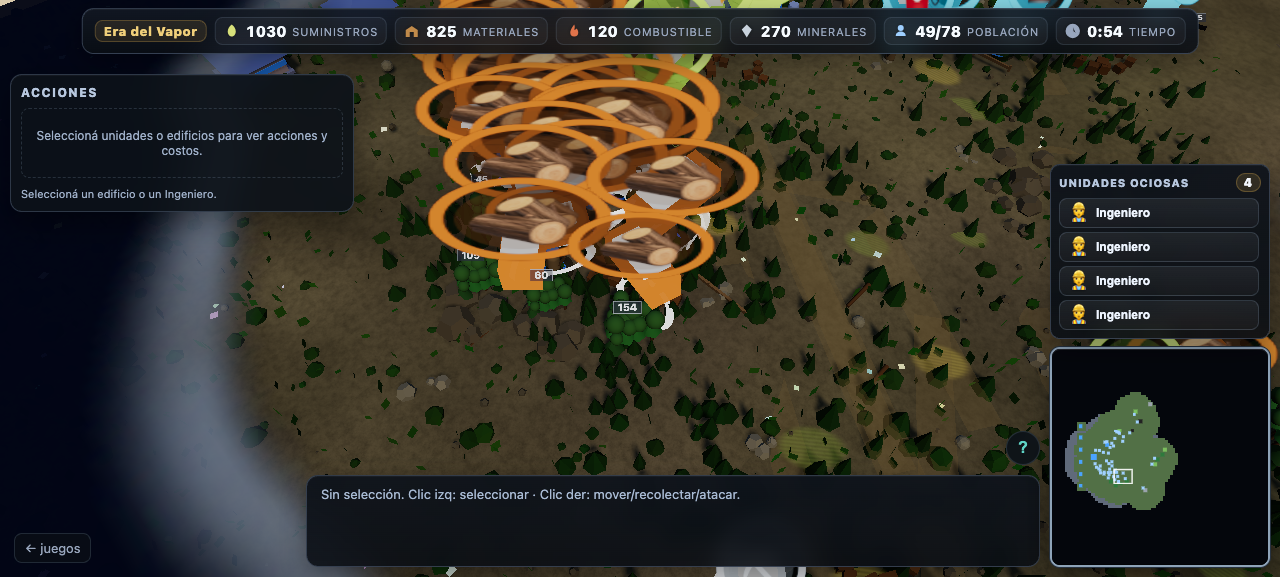 Era del Vapor
1030 SUMINISTROS
825 MATERIALES
120 COMBUSTIBLE
270 MINERALES
49/78 POBLACIÓN
0:54 TIEMPO
ACCIONES
Seleccioná unidades o edificios para ver acciones y
costos.
Seleccioná un edificio o un Ingeniero.
UNIDADES OCIOSAS 4
Ingeniero
Ingeniero
Ingeniero
Ingeniero
60
154
?
Sin selección. Clic izq: seleccionar · Clic der: mover/recolectar/atacar.
← juegos